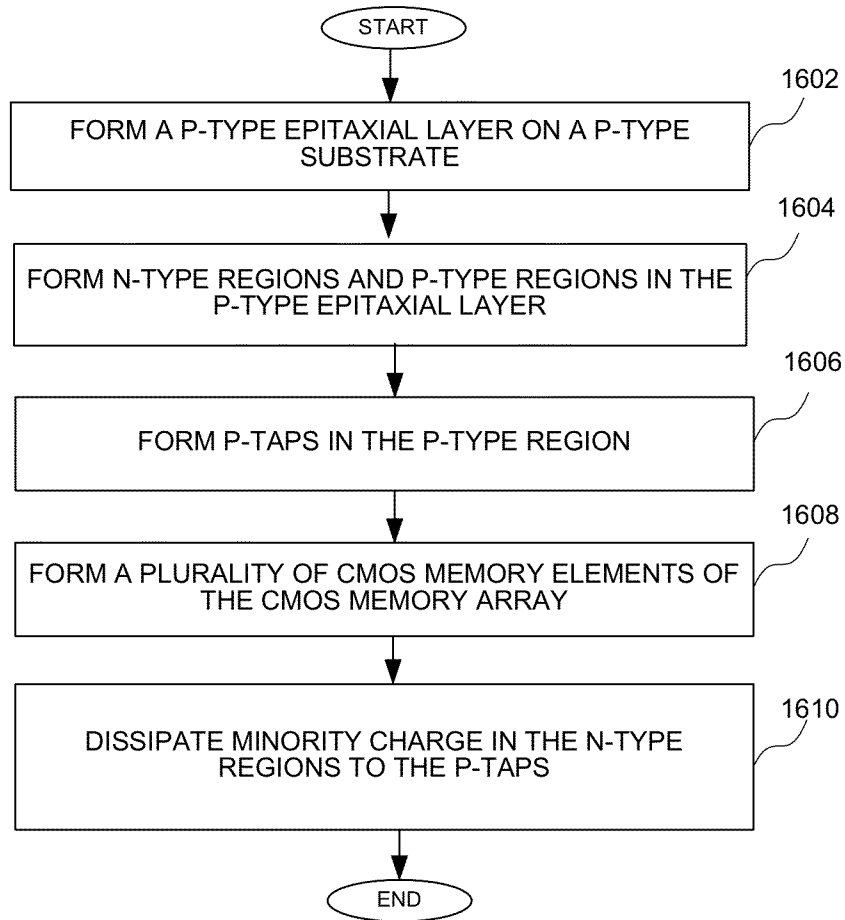 START
1602
FORM A P-TYPE EPITAXIAL LAYER ON A P-TYPE
SUBSTRATE
1604
FORM N-TYPE REGIONS AND P-TYPE REGIONS IN THE
P-TYPE EPITAXIAL LAYER
1606
FORM P-TAPS IN THE P-TYPE REGION
1608
FORM A PLURALITY OF CMOS MEMORY ELEMENTS OF
THE CMOS MEMORY ARRAY
1610
DISSIPATE MINORITY CHARGE IN THE N-TYPE
REGIONS TO THE P-TAPS
END